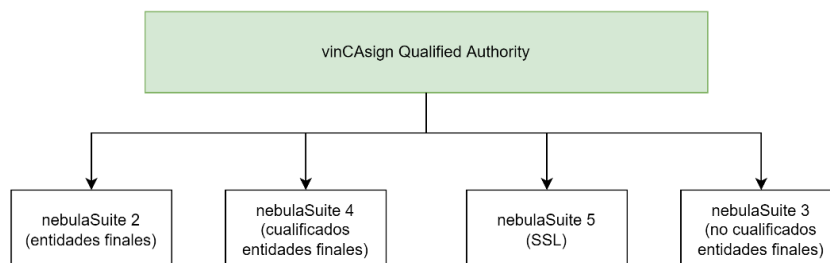 vinCAsign Qualified Authority
nebulaSuite 2
(entidades finales)
nebulaSuite 4
(cualificados
entidades finales)
nebulaSuite 5
(SSL)
nebulaSuite 3
(no cualificados
entidades finales)